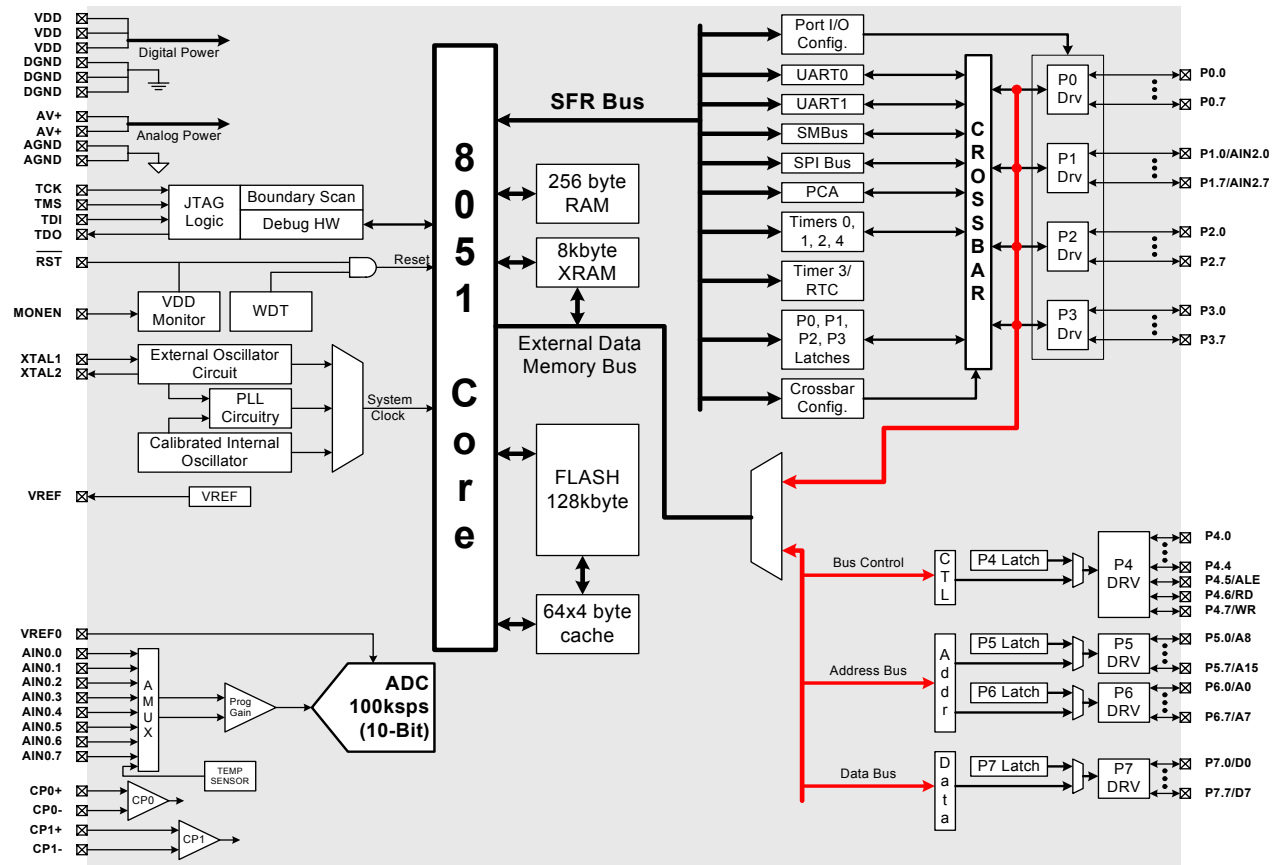 VDD
VDD
VDD
Digital Power
DGND
DGND
DGND
AV+
AV+
Analog Power
AGND
AGND
TCK
TMS
TDI
TDO
JTAG
Logic
Boundary Scan
Debug HW
RST
Reset
MONEN
VDD
Monitor
WDT
XTAL1
XTAL2
External Oscillator
Circuit
PLL
Circuitry
Calibrated Internal
Oscillator
System
Clock
VREF
VREF
VREF0
AIN0.0
AIN0.1
AIN0.2
AIN0.3
AIN0.4
AIN0.5
AIN0.6
AIN0.7
A
M
U
X
Prog
Gain
ADC
100ksps
(10-Bit)
TEMP
SENSOR
CP0+
CP0-
CP0
CP1+
CP1-
CP1
8
0
5
1
C
o
r
e
SFR Bus
256 byte
RAM
8kbyte
XRAM
External Data
Memory Bus
FLASH
128kbyte
64x4 byte
cache
Port I/O
Config.
UART0
UART1
SMBus
SPI Bus
PCA
Timers 0,
1, 2, 4
Timer 3/
RTC
P0, P1,
P2, P3
Latches
Crossbar
Config.
C
R
O
S
S
B
A
R
P0
Drv
P1
Drv
P2
Drv
P3
Drv
P0.0
P0.7
P1.0/AIN2.0
P1.7/AIN2.7
P2.0
P2.7
P3.0
P3.7
Bus Control
C
T
L
P4 Latch
P4
DRV
P4.0
P4.4
P4.5/ALE
P4.6/RD
P4.7/WR
Address Bus
A
d
d
r
P5 Latch
P5
DRV
P5.0/A8
P5.7/A15
P6 Latch
P6
DRV
P6.0/A0
P6.7/A7
Data Bus
D
a
t
a
P7 Latch
P7
DRV
P7.0/D0
P7.7/D7